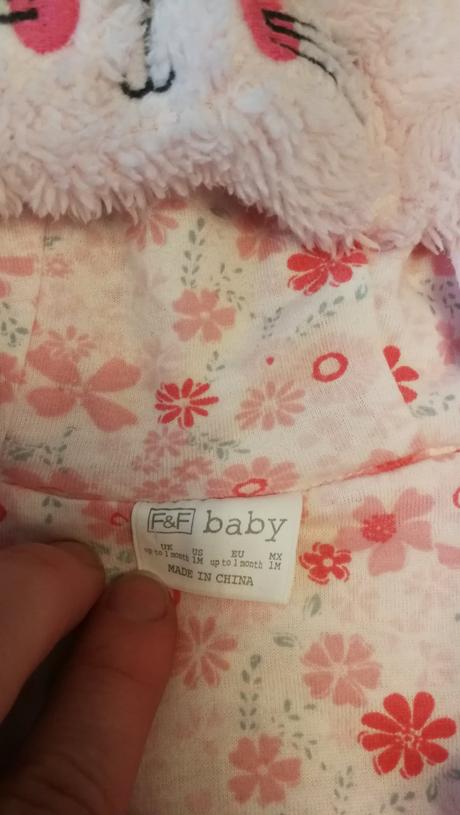 F&F baby
UK US EU MX
up to 1 month 1M up to 1 month 1M
MADE IN CHINA